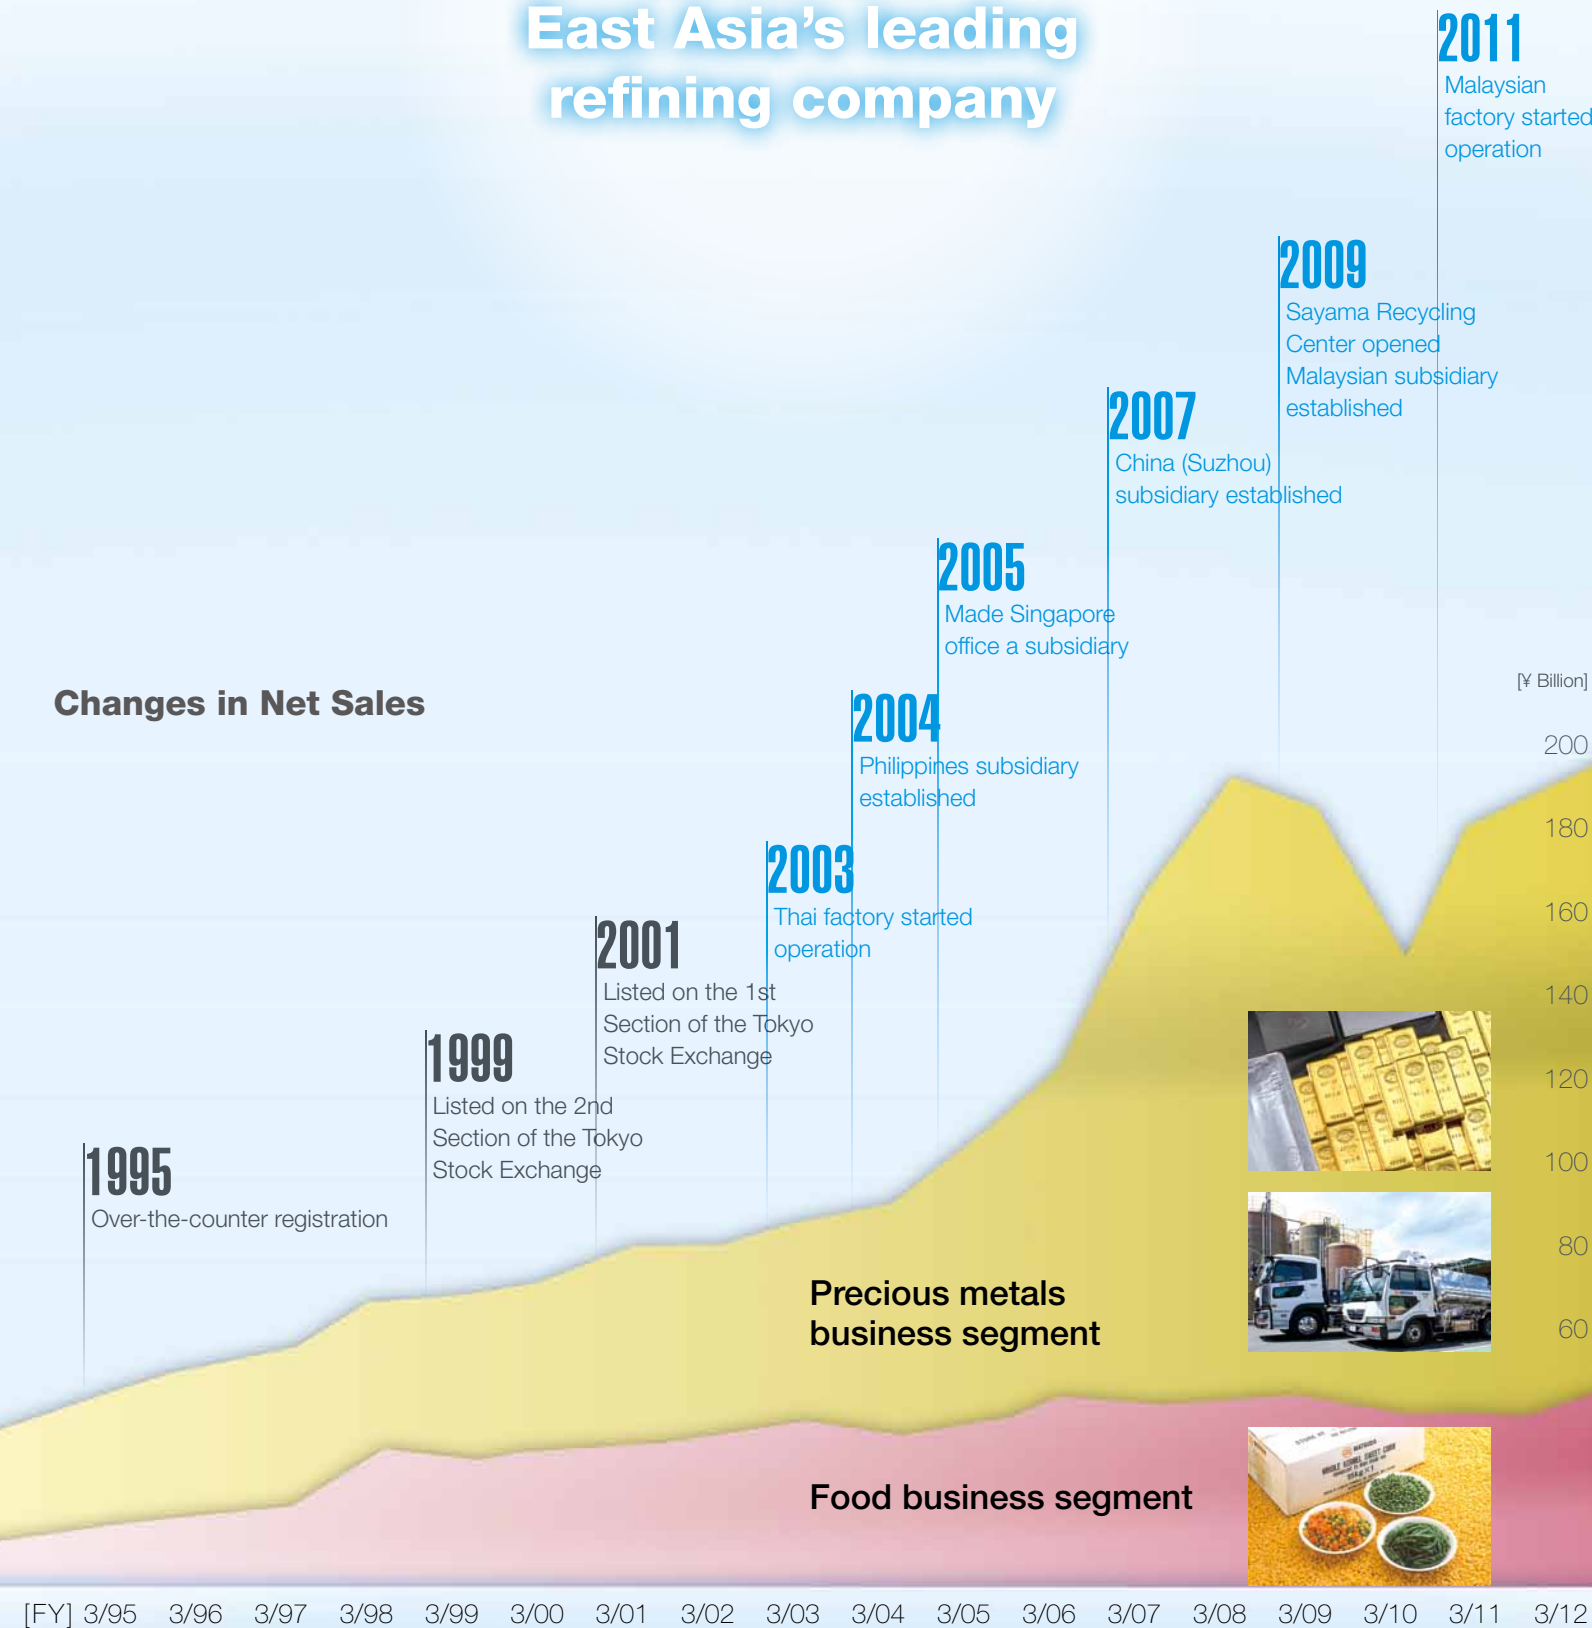 East Asia’s leading
refining company
2011
Malaysian
factory started
operation
2009
Sayama Recycling
Center opened
Malaysian subsidiary
established
2007
China (Suzhou)
subsidiary established
2005
Made Singapore
office a subsidiary
2004
Philippines subsidiary
established
2003
Thai factory started
operation
2001
Listed on the 1st
Section of the Tokyo
Stock Exchange
1999
Listed on the 2nd
Section of the Tokyo
Stock Exchange
1995
Over-the-counter registration
Changes in Net Sales
[¥ Billion]
200
180
160
140
120
100
80
60
Precious metals
business segment
Food business segment
WHOLE KERNEL SWEET CORN
[FY] 3/95 3/96 3/97 3/98 3/99 3/00 3/01 3/02 3/03 3/04 3/05 3/06 3/07 3/08 3/09 3/10 3/11 3/12